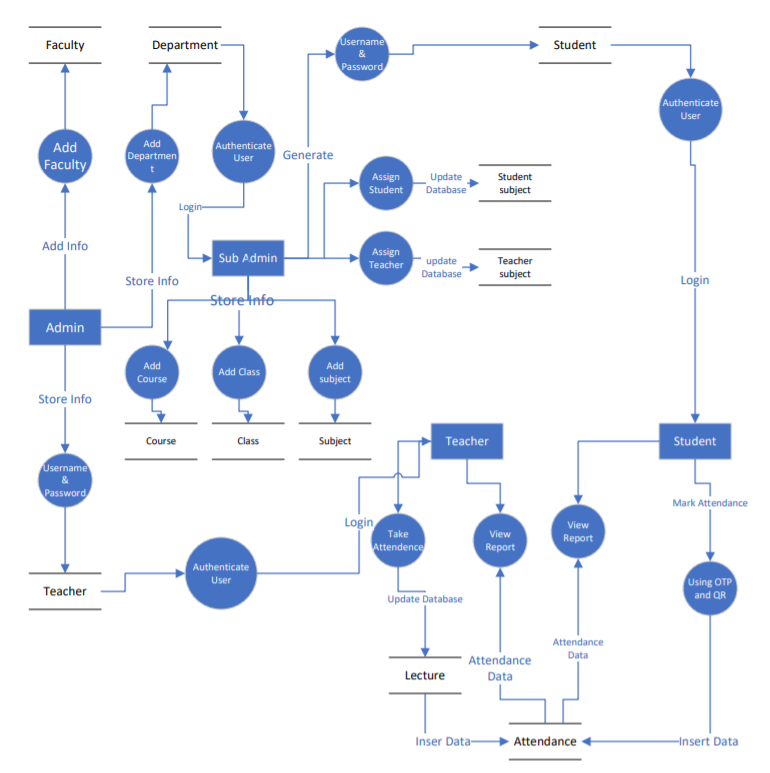 Faculty
Department
Username
&
Password
Student
Add
Faculty
Add
Departmen
t
Authenticate
User
Generate
Authenticate
User
Assign
Student
Update
Database
Student
subject
Login
Add Info
Sub Admin
Assign
Teacher
update
Database
Teacher
subject
Store Info
Store Info
Login
Admin
Add
Course
Add Class
Add
subject
Store Info
Course
Class
Subject
Teacher
Student
Username
&
Password
Mark Attendance
Login
Take
Attendence
View
Report
View
Report
Authenticate
User
Teacher
Using OTP
and QR
Update Database
Attendance
Data
Attendance
Data
Lecture
Inser Data
Attendance
Insert Data